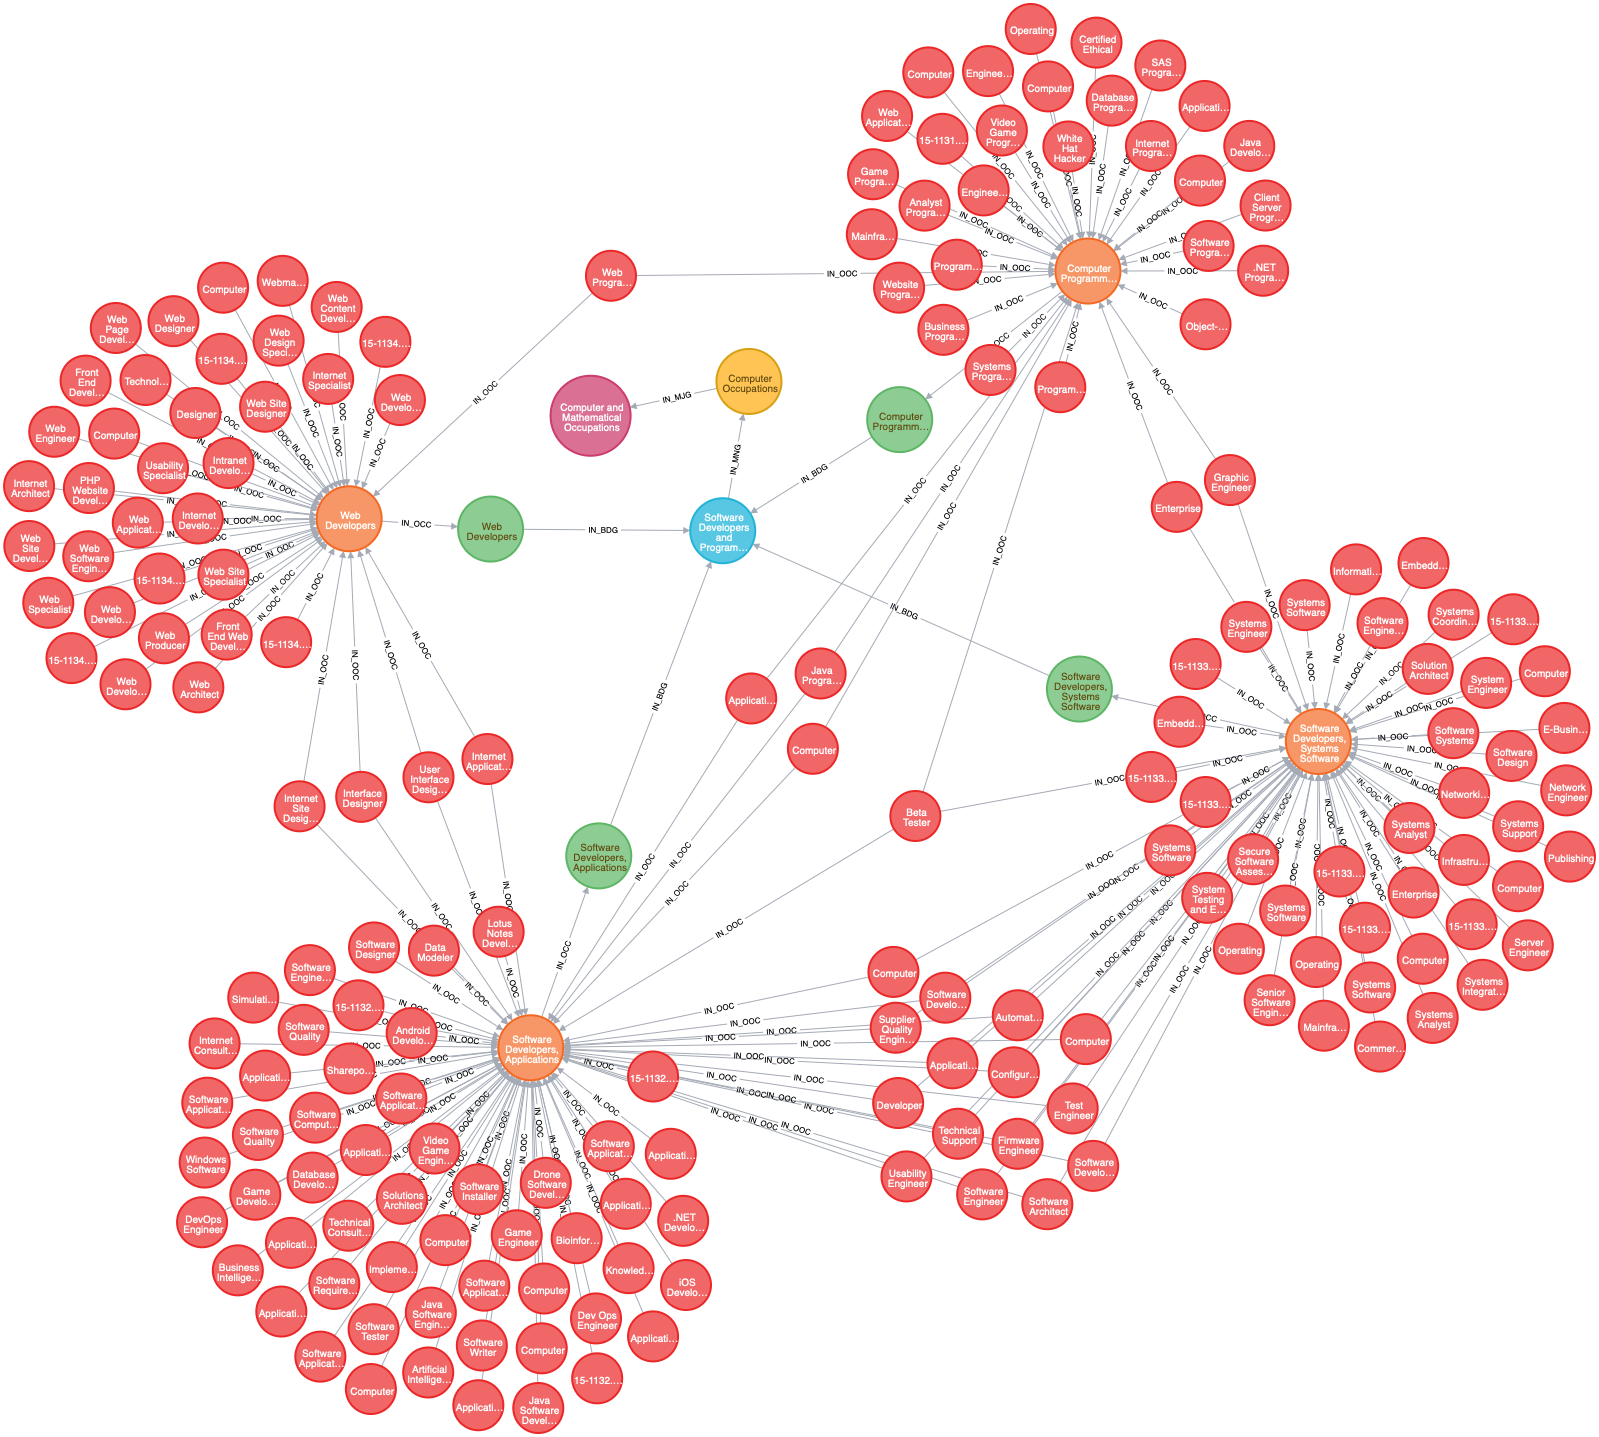 Operating
Certified
Ethical
SAS
Progra...
Computer
Enginee...
Computer
Database
Progra...
Applicati...
Web
Applicat...
15-1131....
Video
Game
Progr...
White
Hat
Hacker
Internet
Progra...
Java
Develo...
Game
Progra...
Enginee...
Computer
Analyst
Progra...
Client
Server
Progr...
Mainfra...
Software
Progra...
Program...
Website
Progra...
Computer
Programm...
.NET
Progra...
Web
Progra...
IN_OOC
Business
Progra...
Object-...
Systems
Progra...
Program...
Computer
Webma...
Web
Content
Devel...
Web
Page
Devel...
Web
Designer
Web
Design
Speci...
15-1134....
15-1134....
Front
End
Devel...
Technol...
Internet
Specialist
Web
Develo...
Designer
Web Site
Designer
Web
Engineer
Computer
Usability
Specialist
Intranet
Develo...
Internet
Architect
PHP
Website
Devel...
Web
Applicat...
Internet
Develo...
Web
Developers
IN_OCC
Web
Developers
IN_BDG
Software
Developers
and
Program...
IN_MNG
Computer
Occupations
IN_MJG
Computer and
Mathematical
Occupations
Computer
Programm...
IN_BDG
Web
Site
Devel...
Web
Software
Engin...
15-1134....
Web Site
Specialist
Web
Specialist
Web
Develo...
Web
Producer
Front
End Web
Devel...
15-1134....
15-1134....
Web
Develo...
Web
Architect
Graphic
Engineer
Enterprise
Informati...
Embedd...
Systems
Software
Systems
Engineer
Software
Engine...
Systems
Coordin...
15-1133....
15-1133....
Solution
Architect
System
Engineer
Computer
Embedd...
Software
Developers,
Systems
Software
IN_BDG
Software
Developers,
Systems
Software
Software
Systems
E-Busin...
Software
Design
15-1133....
15-1133....
Networki...
Network
Engineer
Systems
Analyst
Systems
Support
Systems
Software
Secure
Software
Asses...
Infrastru...
Publishing
15-1133....
System
Testing
and E...
Enterprise
Computer
Systems
Software
15-1133....
15-1133....
Operating
Operating
Computer
Server
Engineer
Senior
Software
Engin...
Systems
Software
Systems
Integrat...
Mainfra...
Systems
Analyst
Commer...
Applicati...
Java
Progra...
Computer
Beta
Tester
Internet
Site
Desig...
Interface
Designer
User
Interface
Desig...
Internet
Applicat...
Software
Developers,
Applications
IN_BDG
IN_OCC
Software
Developers,
Applications
Lotus
Notes
Devel...
Data
Modeler
Software
Designer
Software
Engine...
Simulati...
15-1132....
Internet
Consult...
Software
Quality
Android
Develo...
Applicati...
Sharepo...
Software
Applicat...
Software
Comput...
Software
Applicat...
Software
Quality
Windows
Software
Applicati...
Video
Game
Engin...
Database
Develo...
Game
Develo...
Solutions
Architect
Software
Installer
Drone
Software
Devel...
Software
Applicat...
Applicati...
DevOps
Engineer
Technical
Consult...
Applicati...
Computer
Game
Engineer
Bioinfor...
Applicati...
.NET
Develo...
Business
Intellige...
Software
Require...
Impleme...
Software
Applicat...
Computer
Knowled...
iOS
Develo...
Applicati...
Software
Tester
Java
Software
Engin...
Software
Writer
Computer
Dev Ops
Engineer
Applicati...
Software
Applicat...
Computer
Artificial
Intellige...
Applicati...
Java
Software
Devel...
15-1132....
15-1132....
Computer
Software
Develo...
Supplier
Quality
Engin...
Automat...
Computer
Applicati...
Configur...
Developer
Test
Engineer
Technical
Support
Firmware
Engineer
Usability
Engineer
Software
Engineer
Software
Architect
Software
Develo...